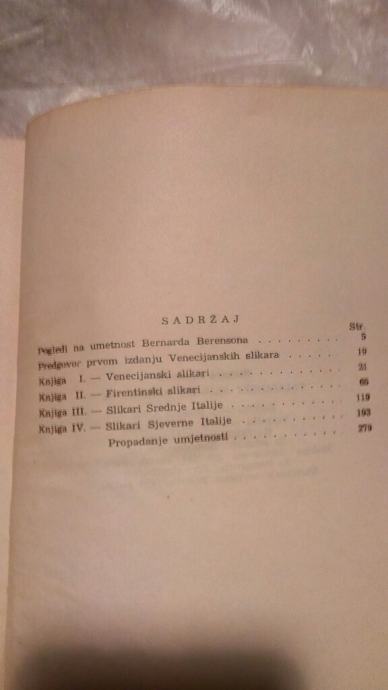 SADRŽAJ
Str.
Pogledi na umetnost Bernarda Berensona . . . . . . . . . 5
Predgovor prvom izdanju Venecijanskih slikara . . . . . . 19
Knjiga I. — Venecijanski slikari . . . . . . . . . . . . 21
Knjiga II. — Firentinski slikari . . . . . . . . . . . . 66
Knjiga III. — Slikari Srednje Italije . . . . . . . . . . . 119
Knjiga IV. — Slikari Sjeverne Italije . . . . . . . . . . 193
Propadanje umjetnosti . . . . . . . . . . . 279